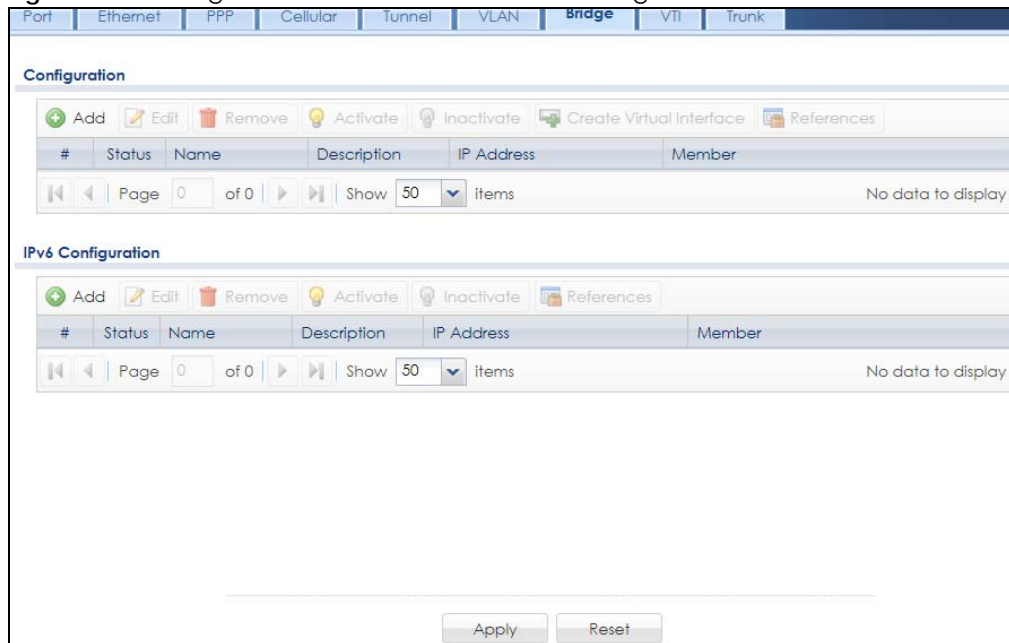 Port Ethernet PPP Cellular Tunnel VLAN Bridge VTI Trunk
Configuration
Add Edit Remove Activate Inactivate Create Virtual Interface References
# Status Name Description IP Address Member
Page 0 of 0 Show 50 items No data to display
IPv6 Configuration
Add Edit Remove Activate Inactivate References
# Status Name Description IP Address Member
Page 0 of 0 Show 50 items No data to display
Apply Reset